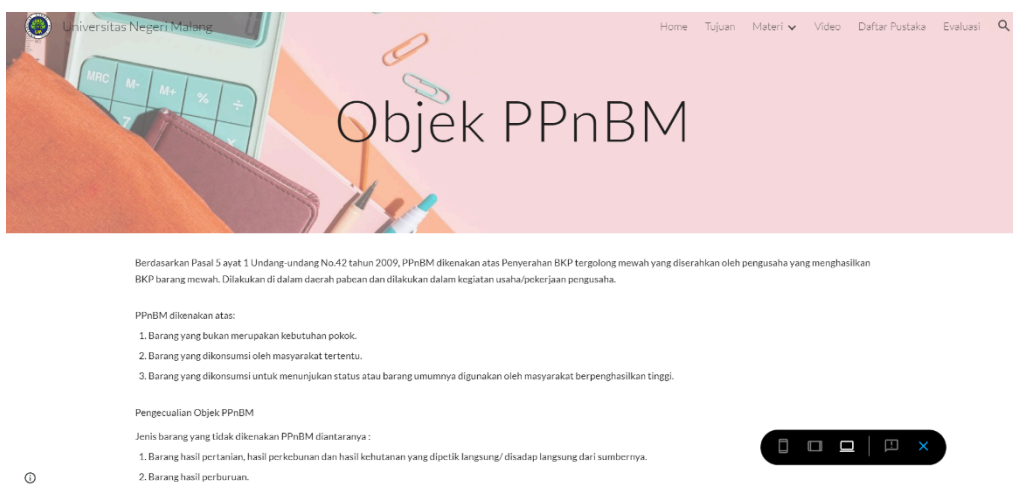 Universitas Negeri Malang
Home Tujuan Materi Video Daftar Pustaka Evaluasi
MRC M- M+ % ÷
7
Objek PPnBM
Berdasarkan Pasal 5 ayat 1 Undang-undang No.42 tahun 2009, PPnBM dikenakan atas Penyerahan BKP tergolong mewah yang diserahkan oleh pengusaha yang menghasilkan
BKP barang mewah. Dilakukan di dalam daerah pabean dan dilakukan dalam kegiatan usaha/pekerjaan pengusaha.
PPnBM dikenakan atas:
1. Barang yang bukan merupakan kebutuhan pokok.
2. Barang yang dikonsumsi oleh masyarakat tertentu.
3. Barang yang dikonsumsi untuk menunjukan status atau barang umumnya digunakan oleh masyarakat berpenghasilan tinggi.
Pengecualian Objek PPnBM
Jenis barang yang tidak dikenakan PPnBM diantaranya :
1. Barang hasil pertanian, hasil perkebunan dan hasil kehutanan yang dipetik langsung/ disadap langsung dari sumbernya.
2. Barang hasil perburuan.